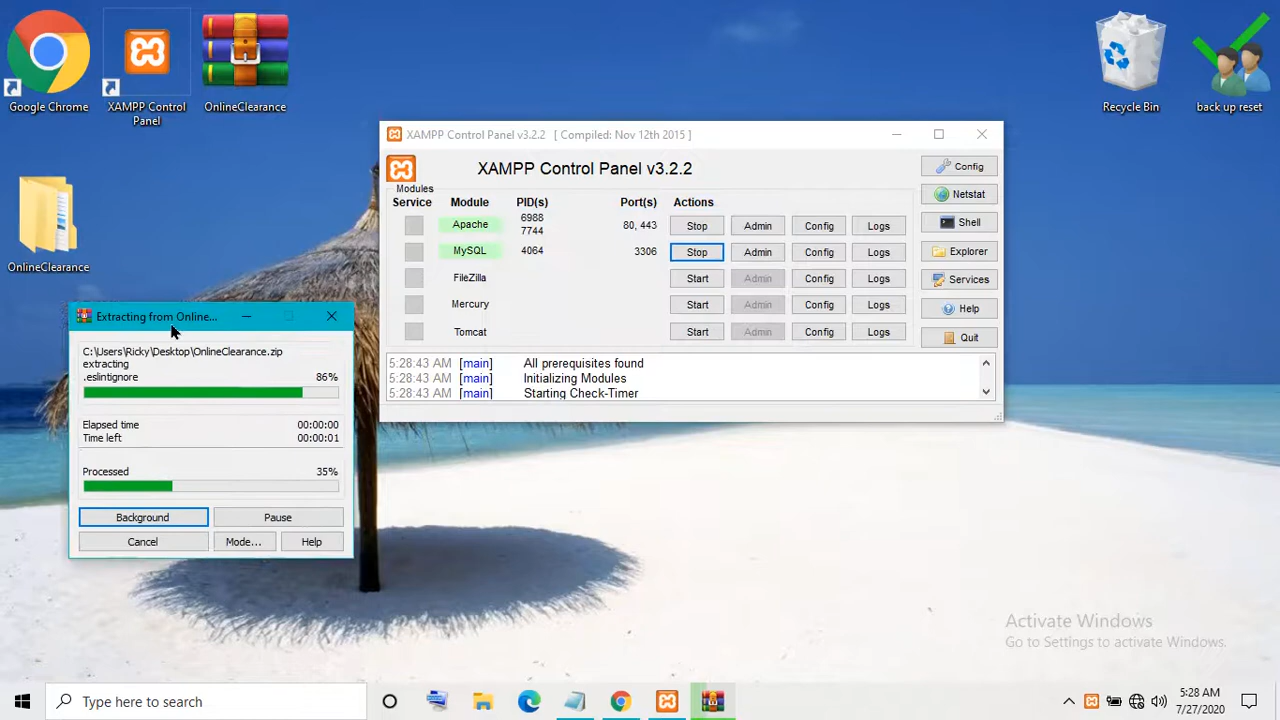 Google Chrome
XAMPP Control Panel
OnlineClearance
Recycle Bin
back up reset
OnlineClearance
XAMPP Control Panel v3.2.2 [ Compiled: Nov 12th 2015 ]
XAMPP Control Panel v3.2.2
Config
Modules
Service Module PID(s) Port(s) Actions
Netstat
Apache 6988 7744 80, 443 Stop Admin Config Logs
Shell
MySQL 4064 3306 Stop Admin Config Logs
Explorer
FileZilla Start Admin Config Logs
Services
Mercury Start Admin Config Logs
Help
Tomcat Start Admin Config Logs
Quit
5:28:43 AM [main] All prerequisites found
5:28:43 AM [main] Initializing Modules
5:28:43 AM [main] Starting Check-Timer
Extracting from Online...
C:\Users\Ricky\Desktop\OnlineClearance.zip
extracting
.eslintignore 86%
Elapsed time 00:00:00
Time left 00:00:01
Processed 35%
Background Pause
Cancel Mode... Help
Activate Windows
Go to Settings to activate Windows.
Type here to search
5:28 AM
7/27/2020